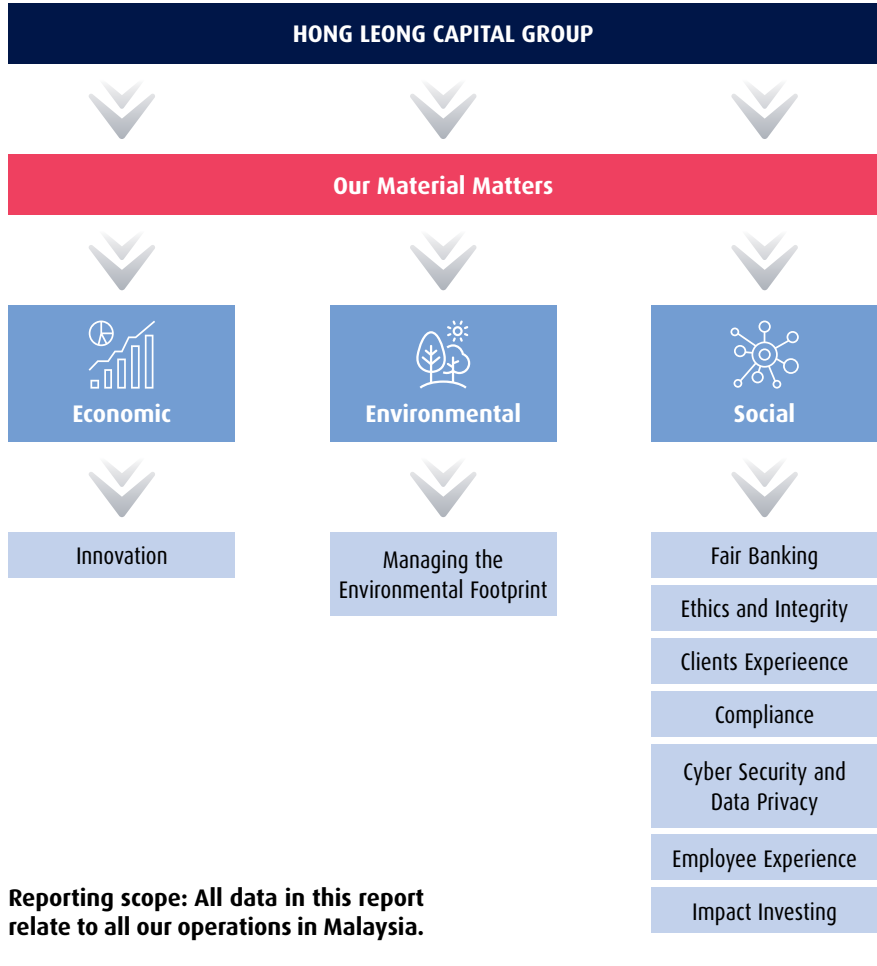 HONG LEONG CAPITAL GROUP
Our Material Matters
Economic
Environmental
Social
Innovation
Managing the
Environmental Footprint
Fair Banking
Ethics and Integrity
Clients Experieence
Compliance
Cyber Security and
Data Privacy
Employee Experience
Impact Investing
Reporting scope: All data in this report
relate to all our operations in Malaysia.